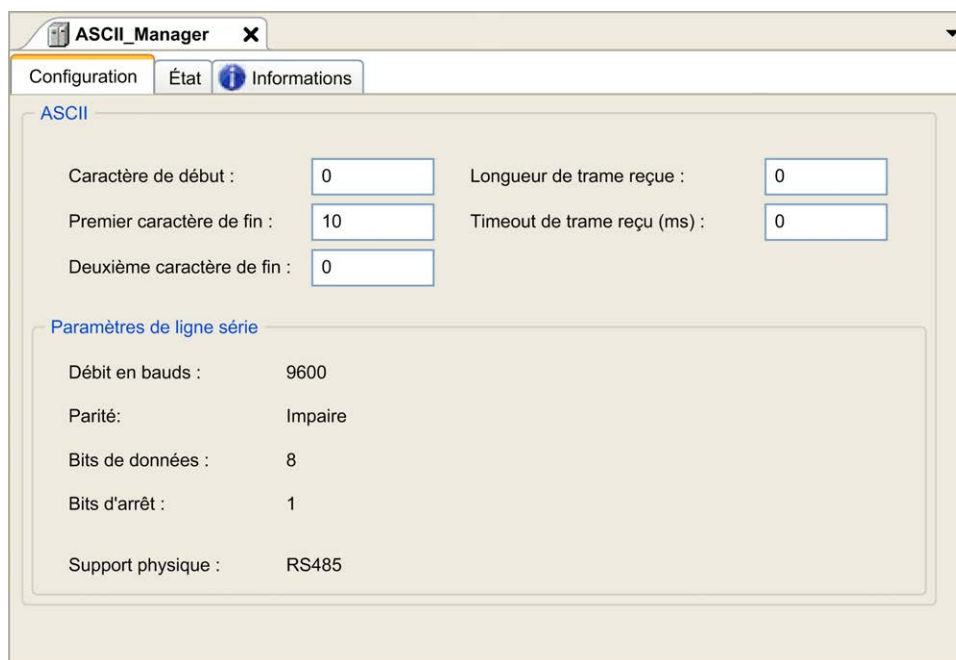 ASCII_Manager
Configuration
État
Informations
ASCII
Caractère de début : 0
Longueur de trame reçue : 0
Premier caractère de fin : 10
Timeout de trame reçu (ms) : 0
Deuxième caractère de fin : 0
Paramètres de ligne série
Débit en bauds : 9600
Parité: Impaire
Bits de données : 8
Bits d'arrêt : 1
Support physique : RS485